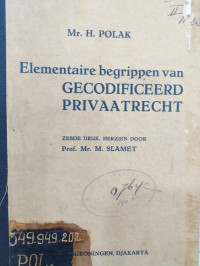 Mr. H. POLAK
Elementaire begrippen van
GECODIFICEERD
PRIVAATRECHT
ZESDE DRUK, HERZIEN DOOR
Prof. Mr. M. SLAMET
349.949.202
POL
GRONINGEN, DJAKARTA